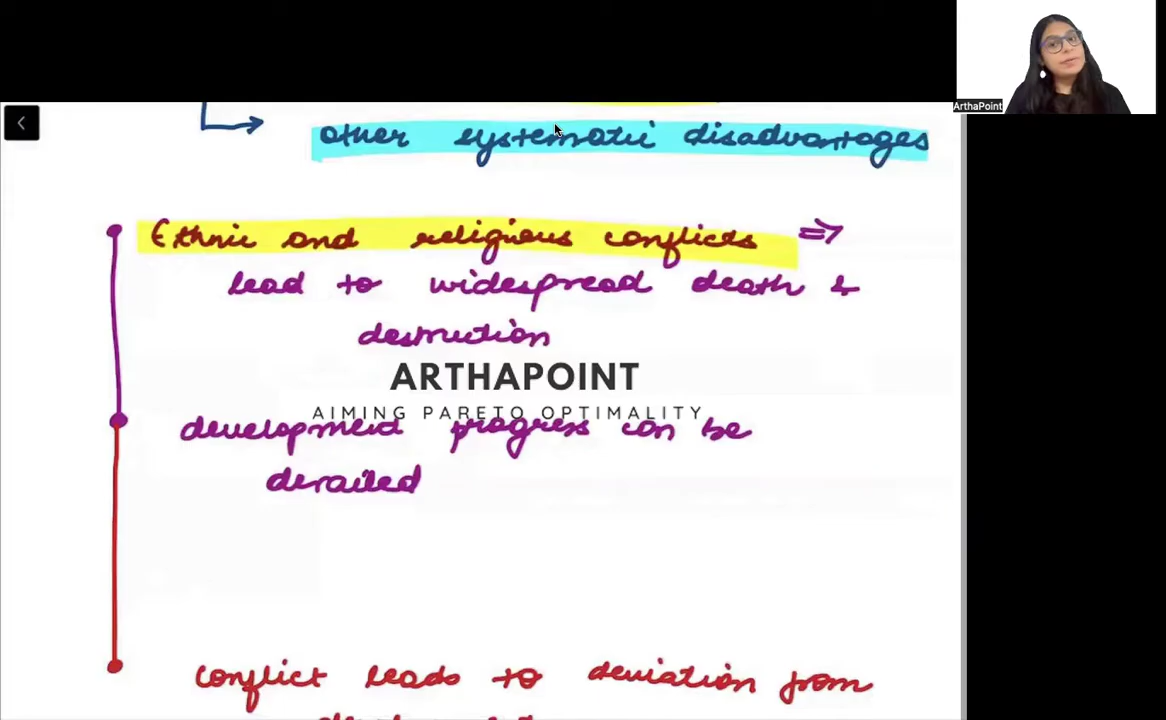 ArthaPoint
other systematic disadvantages
Ethnic and religious conflicts ⇒
lead to widespread death &
destruction
ARTHAPOINT
AIMING PARETO OPTIMALITY
development progress can be
derailed
conflict leads to deviation from